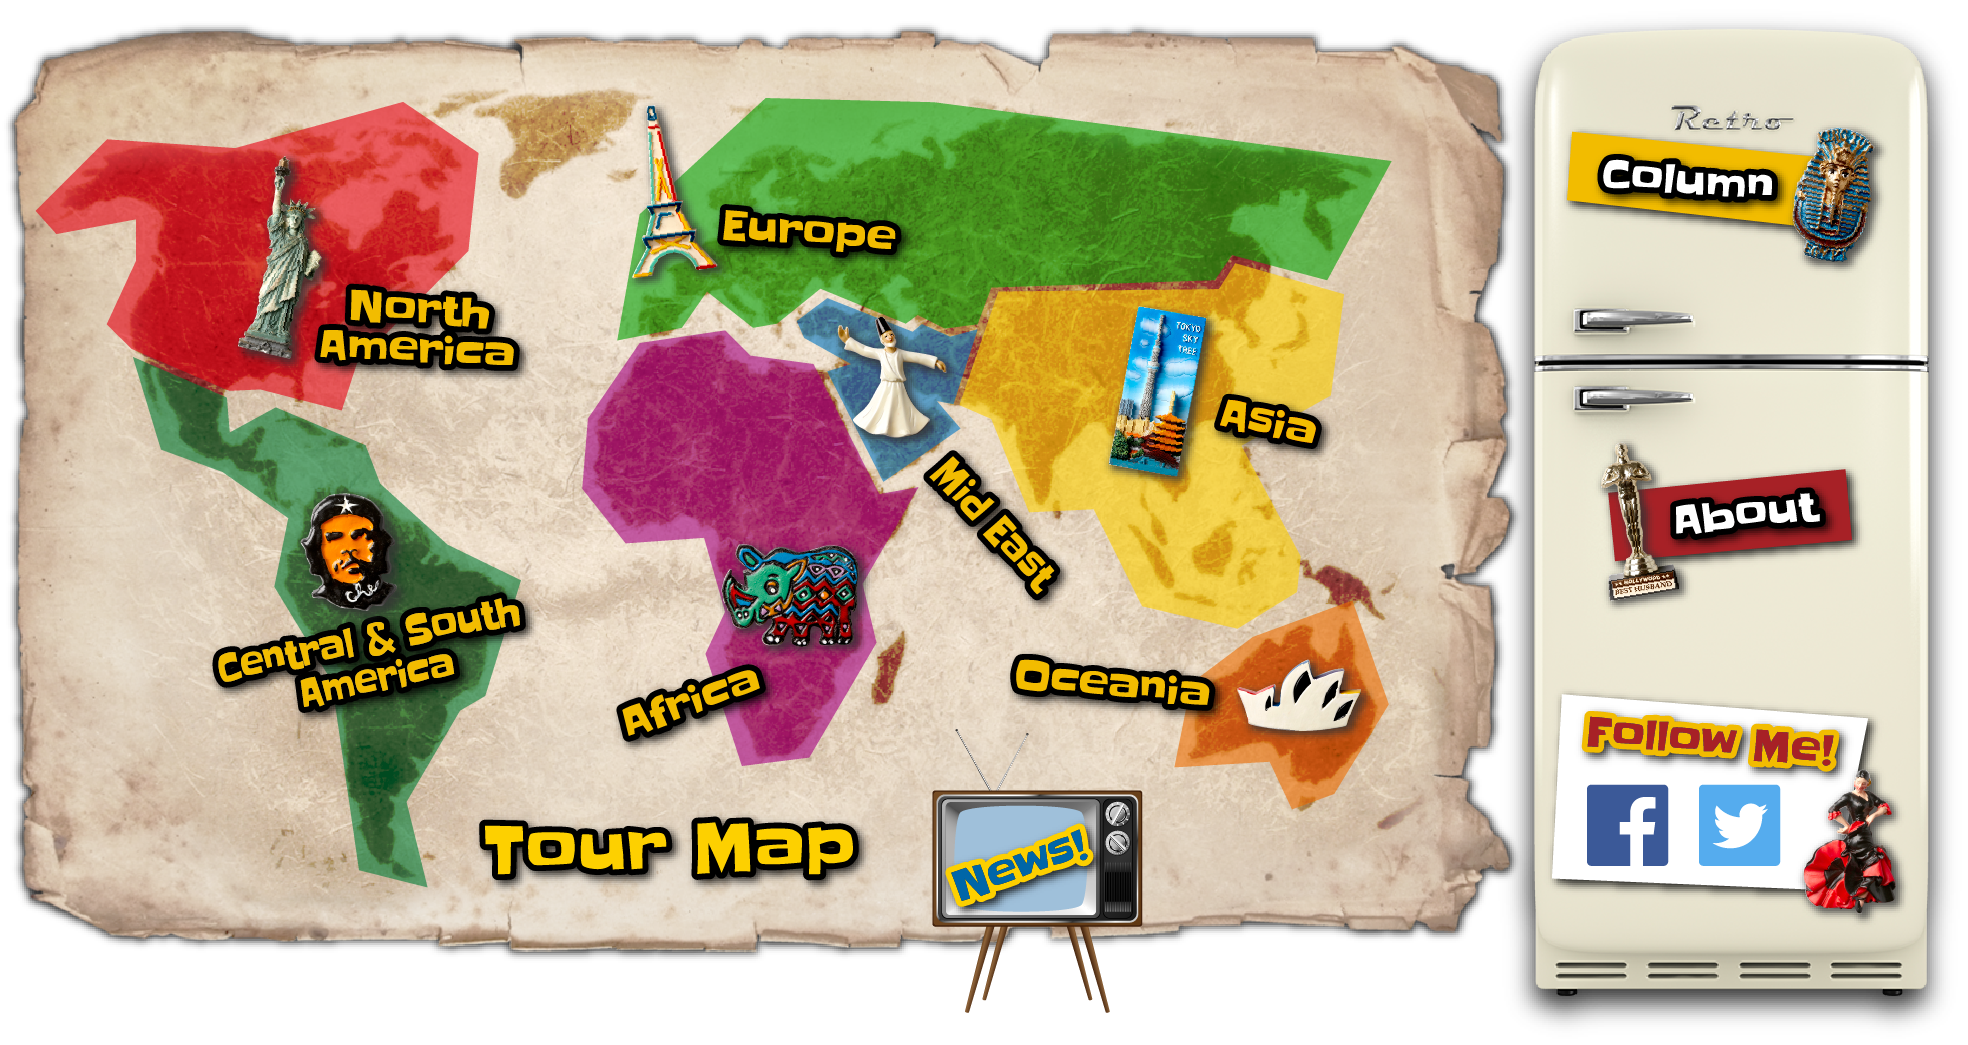 Retro
Column
Europe
North
America
TOKYO
SKY
TREE
Asia
Mid East
About
HOLLYWOOD
BEST HUSBAND
che
Central & South
America
Africa
Oceania
Follow Me!
Tour Map
News!